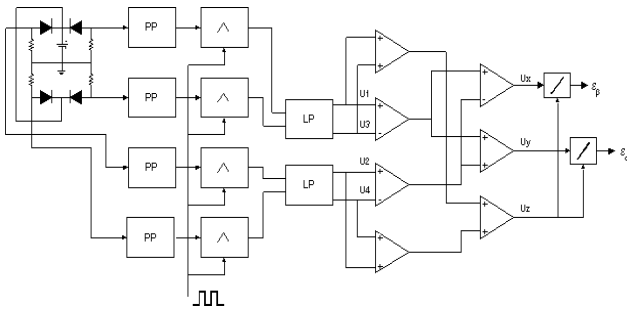 PP
PP
PP
PP
LP
LP
U1
U3
U2
U4
+
+
+
-
+
-
+
+
+
-
+
+
+
+
Ux
Uy
Uz
εβ